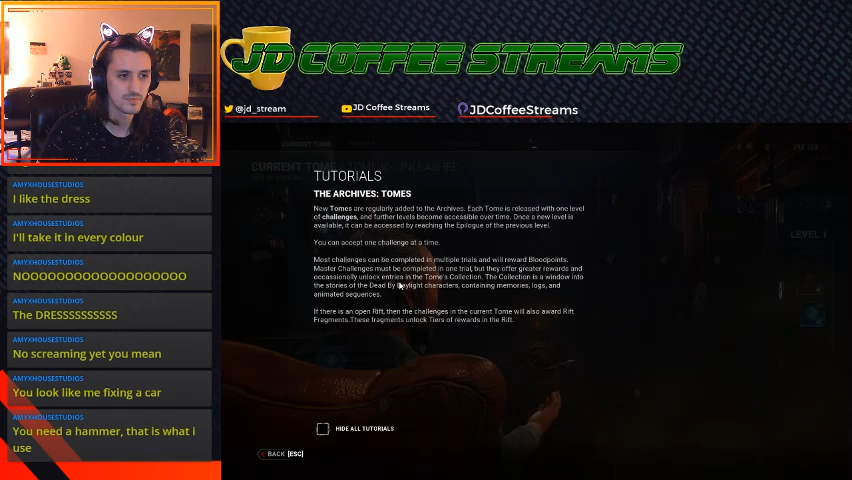 JD COFFEE STREAMS
@jd_stream
JD Coffee Streams
JDCoffeeStreams
AMYXHOUSESTUDIOS
I like the dress
AMYXHOUSESTUDIOS
I'll take it in every colour
AMYXHOUSESTUDIOS
NOOOOOOOOOOOOOOOOOOO
AMYXHOUSESTUDIOS
The DRESSSSSSSSSS
AMYXHOUSESTUDIOS
No screaming yet you mean
AMYXHOUSESTUDIOS
You look like me fixing a car
AMYXHOUSESTUDIOS
You need a hammer, that is what i
use
CURRENT TOME
CURRENT TOME
LEVEL 1
TUTORIALS
THE ARCHIVES: TOMES
New Tomes are regularly added to the Archives. Each Tome is released with one level
of challenges, and further levels become accessible over time. Once a new level is
available, it can be accessed by reaching the Epilogue of the previous level.
You can accept one challenge at a time.
Most challenges can be completed in multiple trials and will reward Bloodpoints.
Master Challenges must be completed in one trial, but they offer greater rewards and
occassionally unlock entries in the Tome's Collection. The Collection is a window into
the stories of the Dead By Daylight characters, containing memories, logs, and
animated sequences.
If there is an open Rift, then the challenges in the current Tome will also award Rift
Fragments.These fragments unlock Tiers of rewards in the Rift.
HIDE ALL TUTORIALS
BACK [ESC]